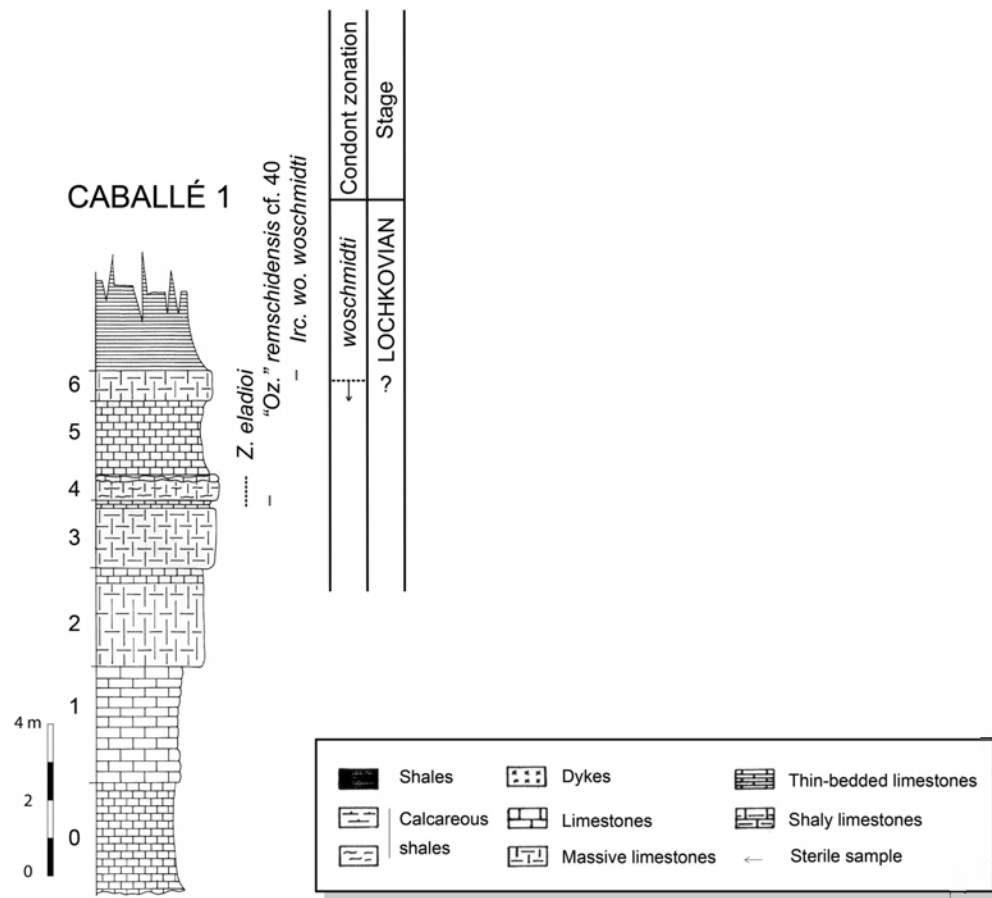 CABALLÉ 1
Z. eladioi
"Oz." remschidensis cf. 40
Irc. wo. woschmidti
Condont zonation
Stage
woschmidti
LOCHKOVIAN
?
6
5
4
3
2
1
0
4 m
2
0
Shales
Calcareous
shales
Dykes
Limestones
Massive limestones
Thin-bedded limestones
Shaly limestones
Sterile sample